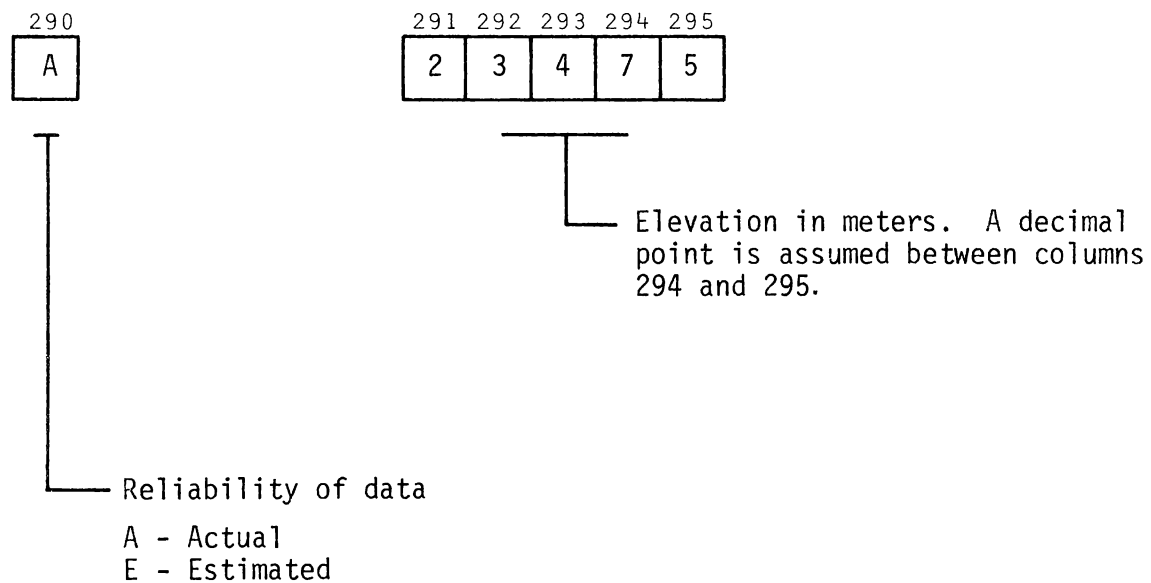 290 291 292 293 294 295
A 2 3 4 7 5
Elevation in meters. A decimal
point is assumed between columns
294 and 295.
Reliability of data
A - Actual
E - Estimated